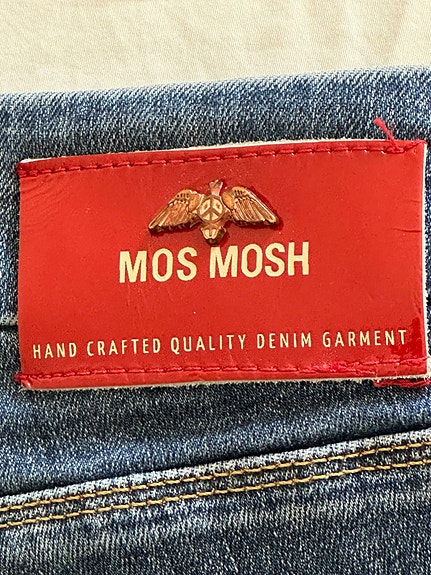 MOS MOSH
HAND CRAFTED QUALITY DENIM GARMENT